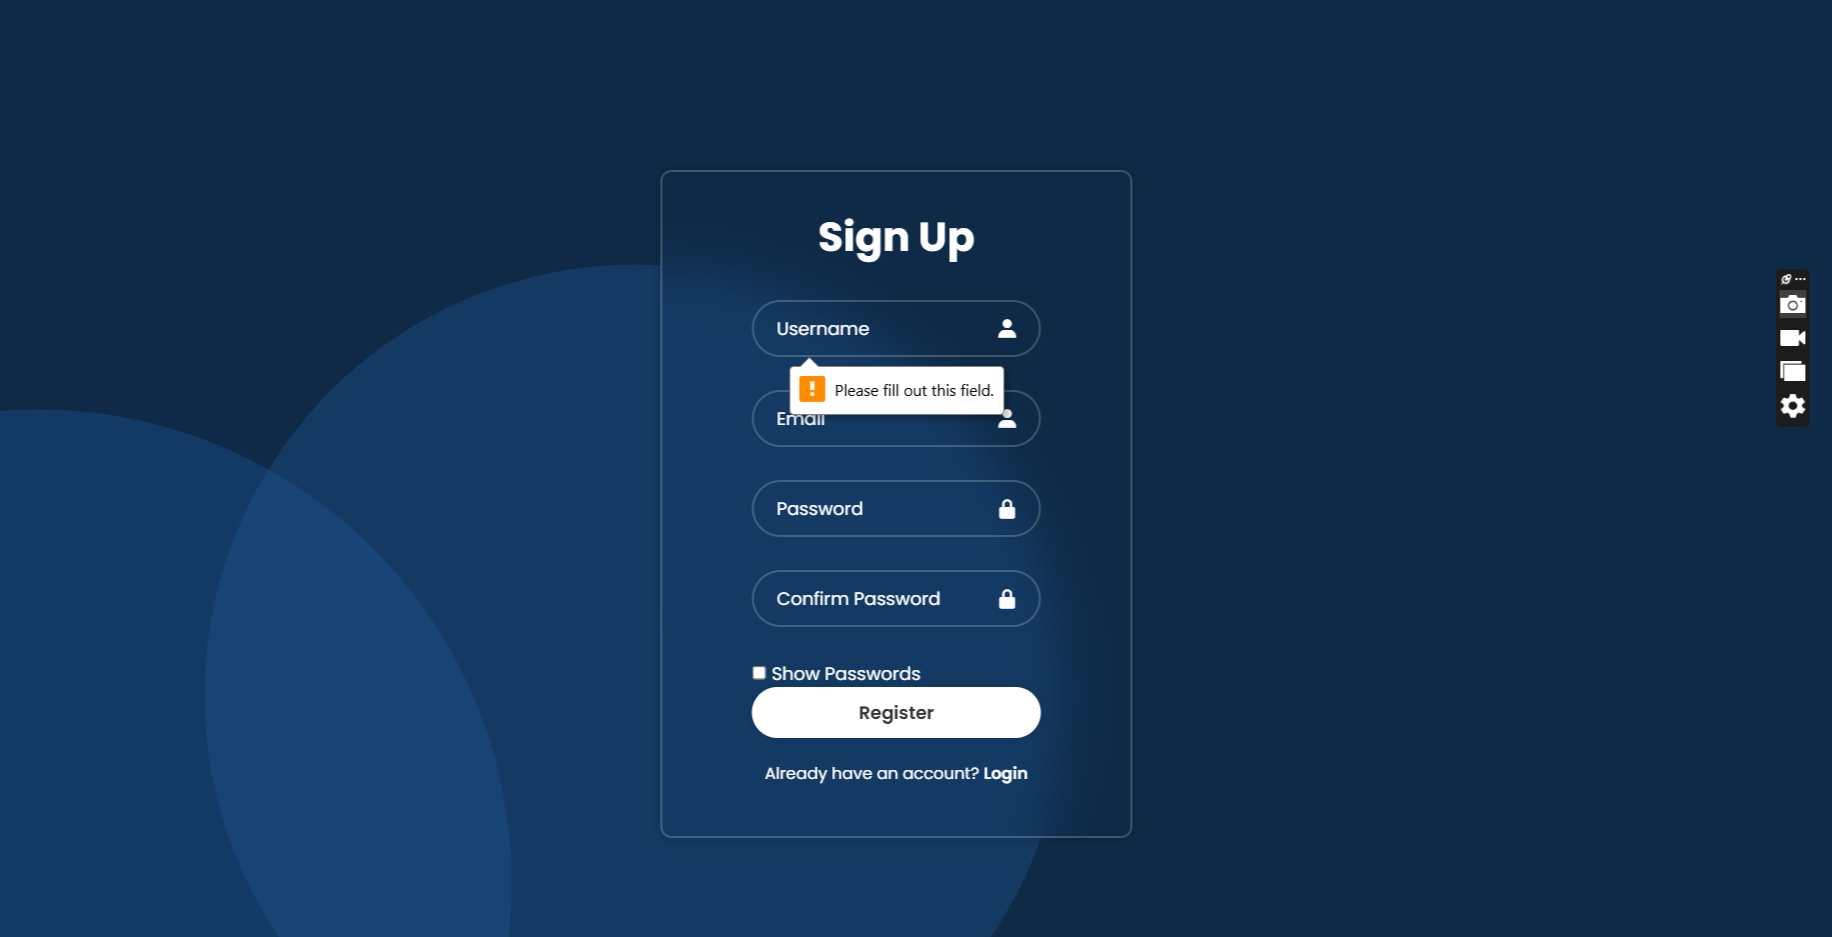 Sign Up
Username
Please fill out this field.
Email
Password
Confirm Password
Show Passwords
Register
Already have an account? Login